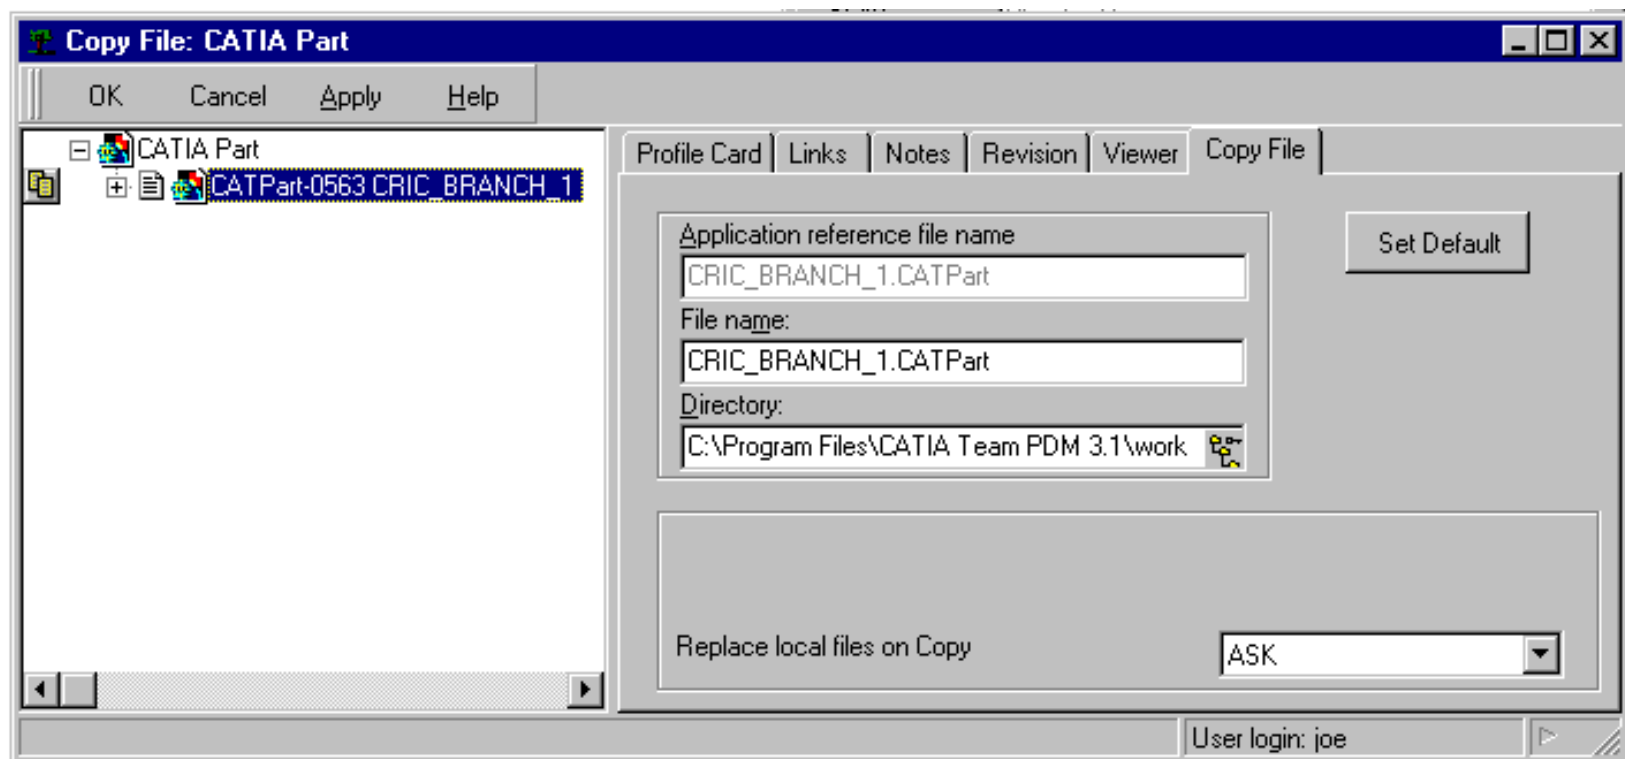 Copy File: CATIA Part
OK Cancel Apply Help
CATIA Part
CATPart-0563 CRIC_BRANCH_1
Profile Card Links Notes Revision Viewer Copy File
Application reference file name
CRIC_BRANCH_1.CATPart
File name:
CRIC_BRANCH_1.CATPart
Directory:
C:\Program Files\CATIA Team PDM 3.1\work
Set Default
Replace local files on Copy
ASK
User login: joe